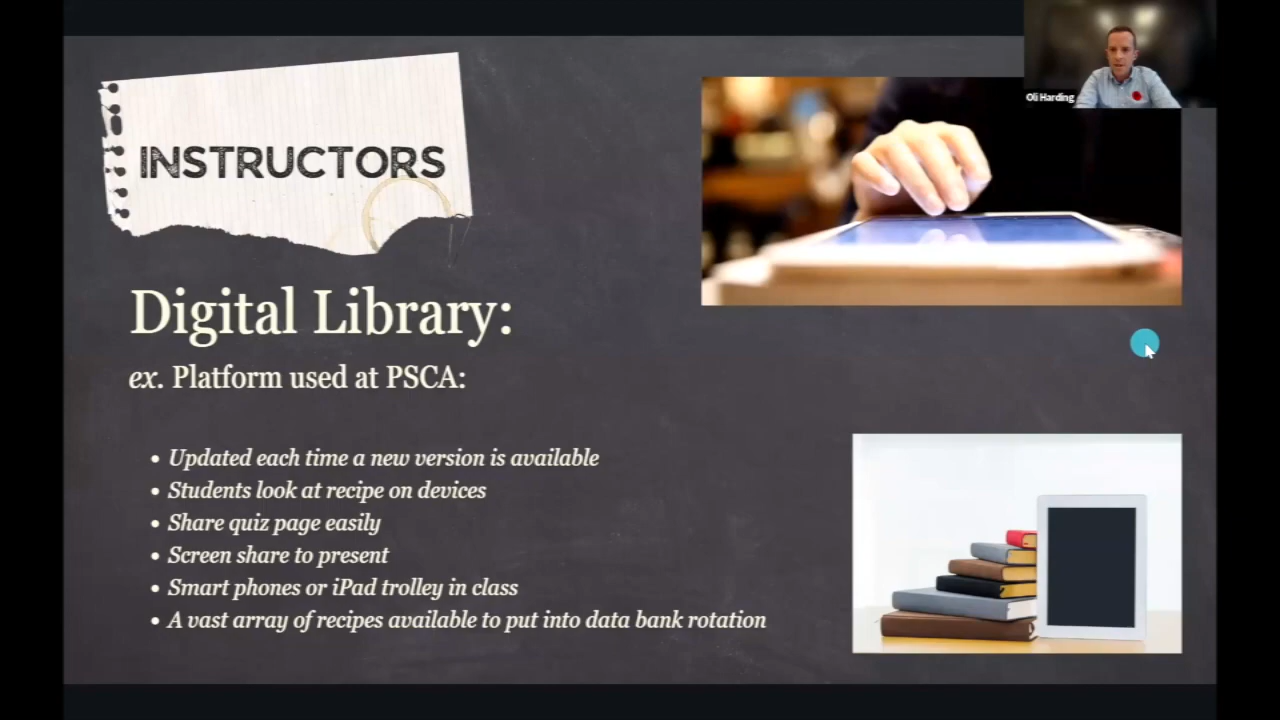 INSTRUCTORS
Oli Harding
Digital Library:
ex. Platform used at PSCA:
• Updated each time a new version is available
• Students look at recipe on devices
• Share quiz page easily
• Screen share to present
• Smart phones or iPad trolley in class
• A vast array of recipes available to put into data bank rotation